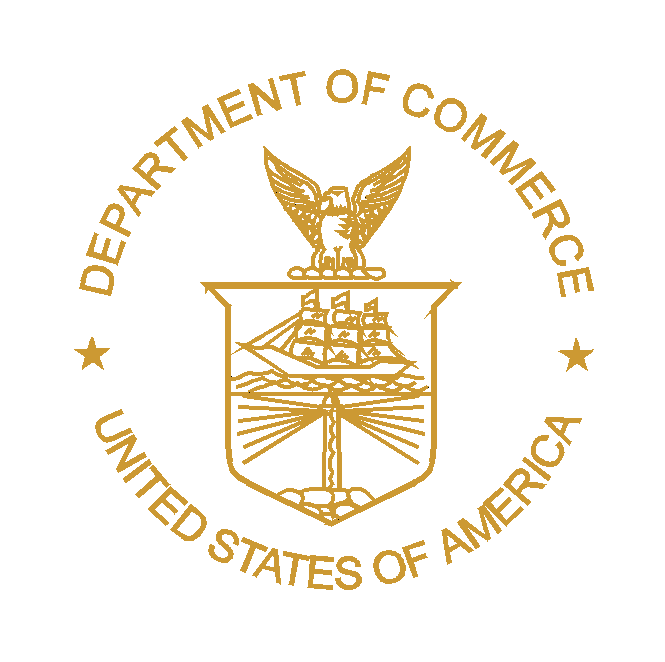 DEPARTMENT OF COMMERCE
UNITED STATES OF AMERICA